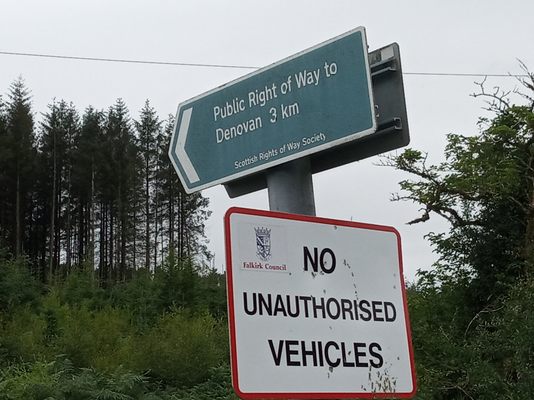 Public Right of Way to
Denovan 3 km
Scottish Rights of Way Society
Falkirk Council
NO
UNAUTHORISED
VEHICLES